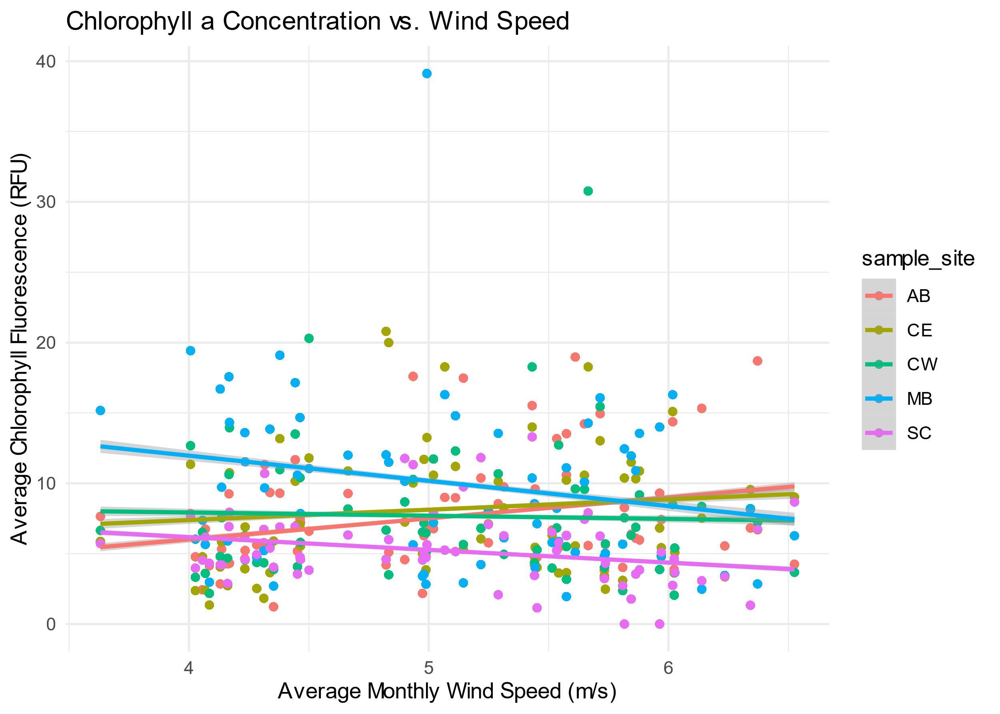 Chlorophyll a Concentration vs. Wind Speed
Average Chlorophyll Fluorescence (RFU)
40
30
20
10
0
4
5
6
Average Monthly Wind Speed (m/s)
sample_site
AB
CE
CW
MB
SC